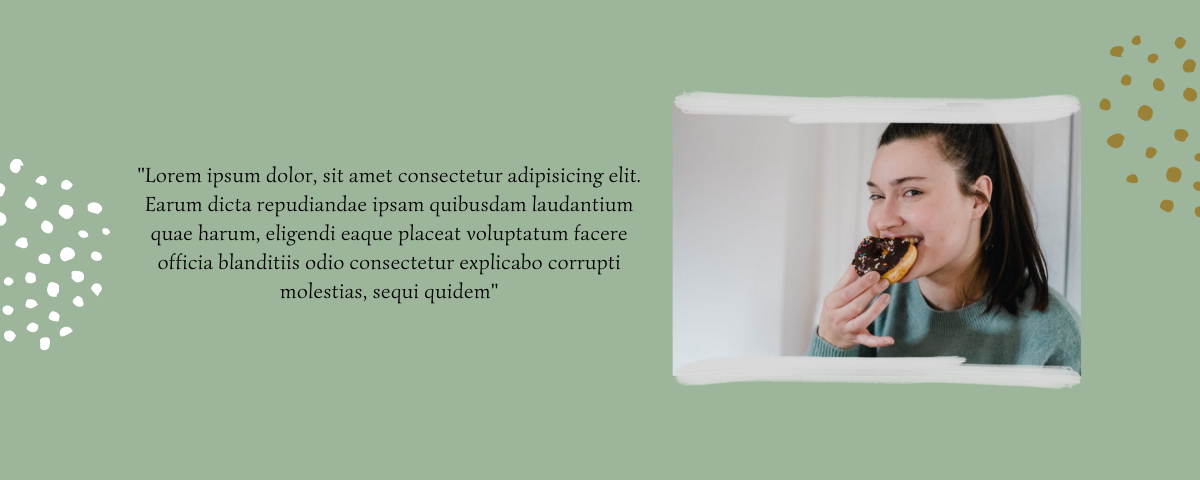 "Lorem ipsum dolor, sit amet consectetur adipisicing elit.
Earum dicta repudiandae ipsam quibusdam laudantium
quae harum, eligendi eaque placeat voluptatum facere
officia blanditiis odio consectetur explicabo corrupti
molestias, sequi quidem"